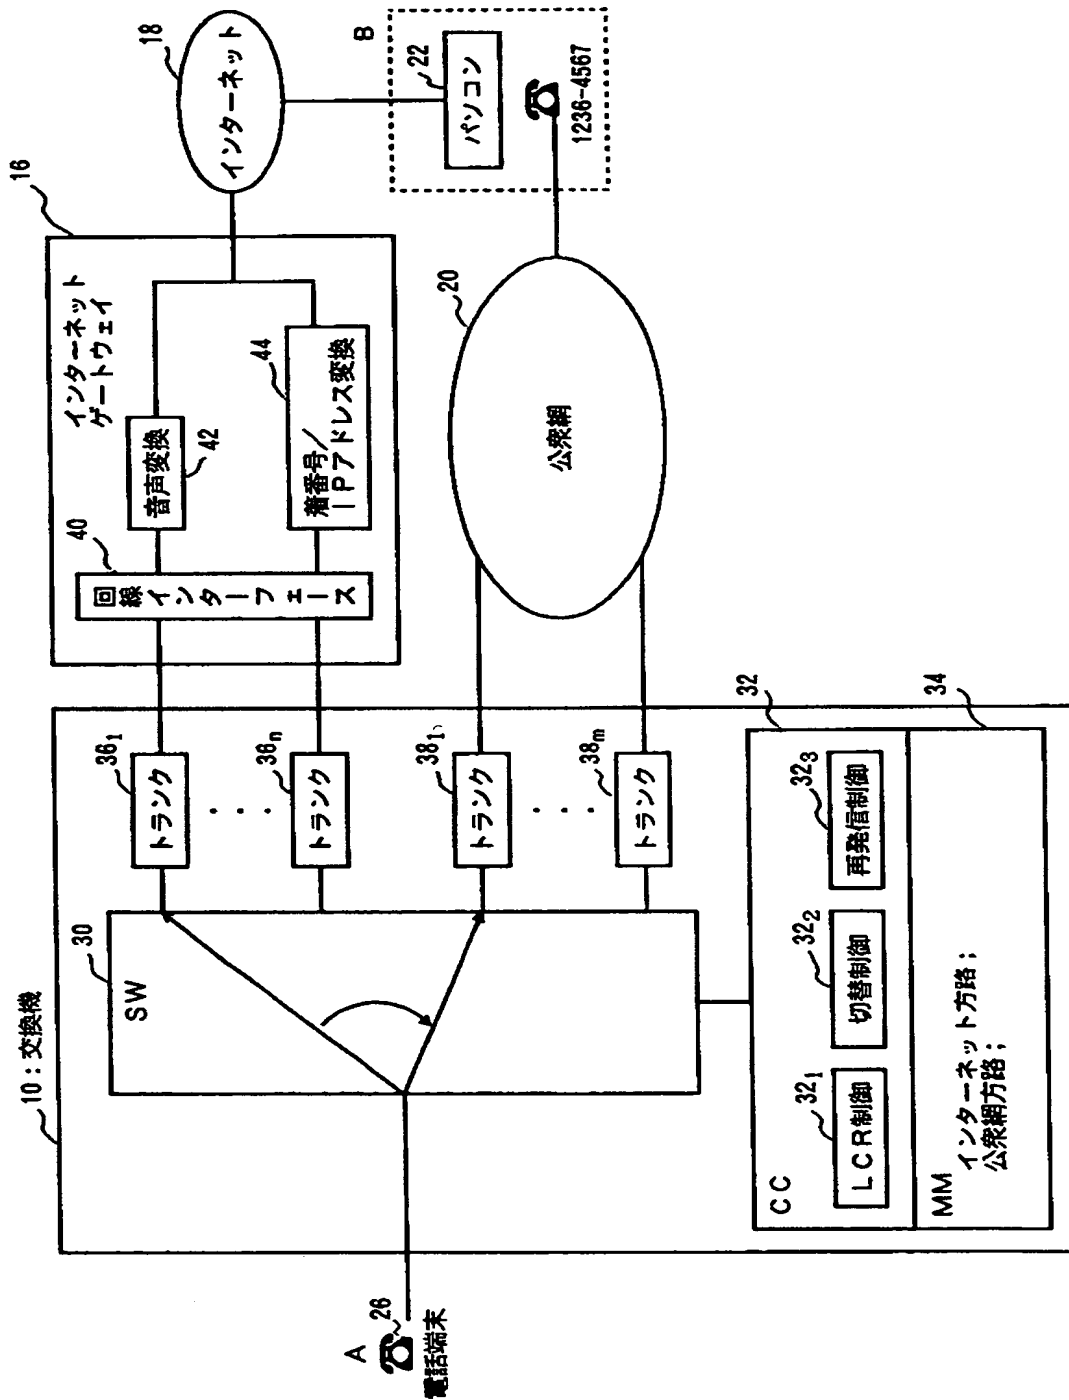 10:交換機
A
26
電話端末
30
SW
36₁
トランク
36n
トランク
38₁
トランク
38m
トランク
32
CC
32₁
LCR制御
32₂
切替制御
32₃
再発信制御
34
MM
インターネット方路;
公衆網方路;
16
インターネット
ゲートウェイ
40
回線インターフェース
音声変換
42
44
着番号/
IPアドレス変換
18
インターネット
20
公衆網
B
22
パソコン
1236-4567